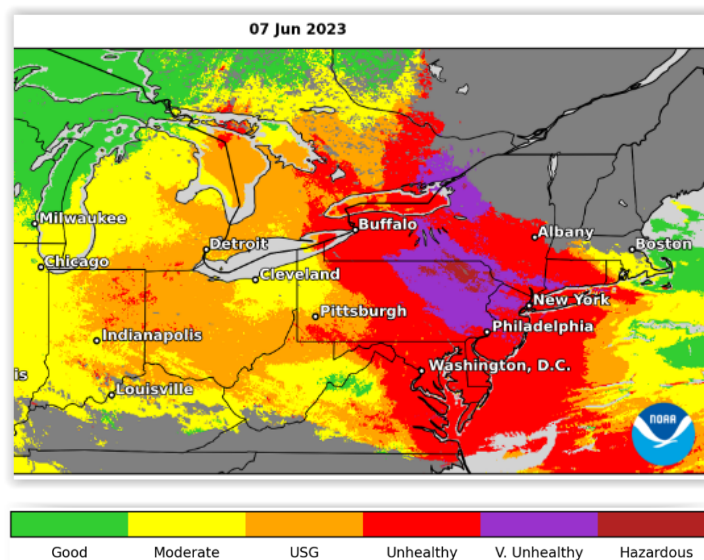 07 Jun 2023
Milwaukee
Buffalo
Albany
Detroit
Boston
Chicago
Cleveland
New York
Pittsburgh
Philadelphia
Indianapolis
Washington, D.C.
is
Louisville
NOAA
Good Moderate USG Unhealthy V. Unhealthy Hazardous